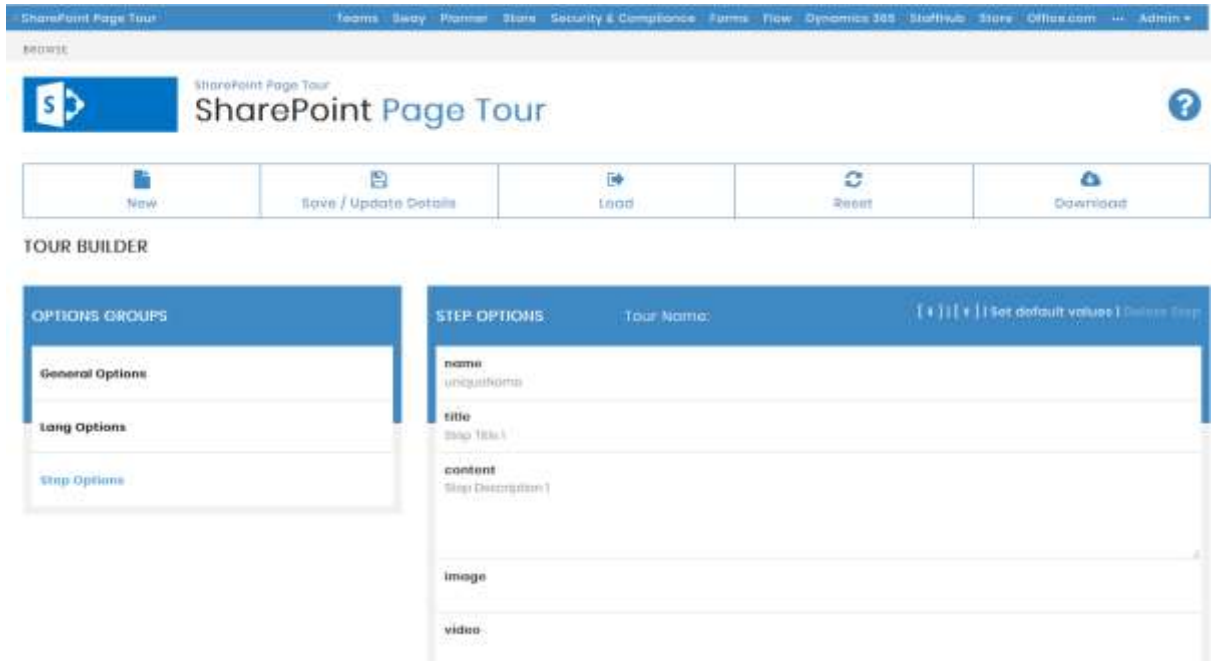 SharePoint Page Tour
Teams Sway Planner Store Security & Compliance Forms Flow Dynamics 365 StaffHub Store Office.com ... Admin
BROWSE
S
SharePoint Page Tour
SharePoint Page Tour
?
New
Save / Update Details
Load
Reset
Download
TOUR BUILDER
OPTIONS GROUPS
General Options
Lang Options
Step Options
STEP OPTIONS Tour Name: | Set default values | Delete Step
name
uniqueName
title
Step Title 1
content
Step Description 1
image
video